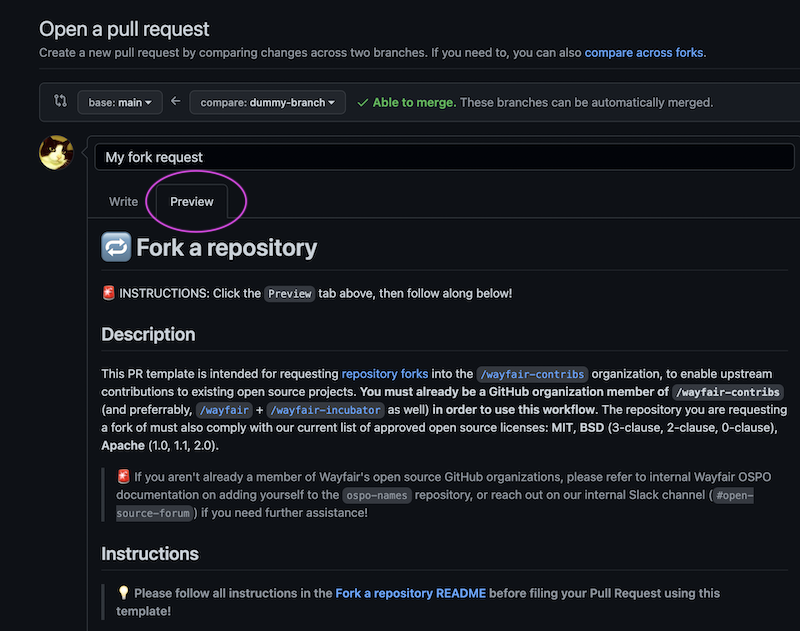 Open a pull request
Create a new pull request by comparing changes across two branches. If you need to, you can also compare across forks.
base: main
compare: dummy-branch
Able to merge. These branches can be automatically merged.
My fork request
Write
Preview
Fork a repository
INSTRUCTIONS: Click the Preview tab above, then follow along below!
Description
This PR template is intended for requesting repository forks into the /wayfair-contribs organization, to enable upstream
contributions to existing open source projects. You must already be a GitHub organization member of /wayfair-contribs
(and preferrably, /wayfair + /wayfair-incubator as well) in order to use this workflow. The repository you are requesting
a fork of must also comply with our current list of approved open source licenses: MIT, BSD (3-clause, 2-clause, 0-clause),
Apache (1.0, 1.1, 2.0).
If you aren't already a member of Wayfair's open source GitHub organizations, please refer to internal Wayfair OSPO
documentation on adding yourself to the ospo-names repository, or reach out on our internal Slack channel (#open-
source-forum) if you need further assistance!
Instructions
Please follow all instructions in the Fork a repository README before filing your Pull Request using this
template!